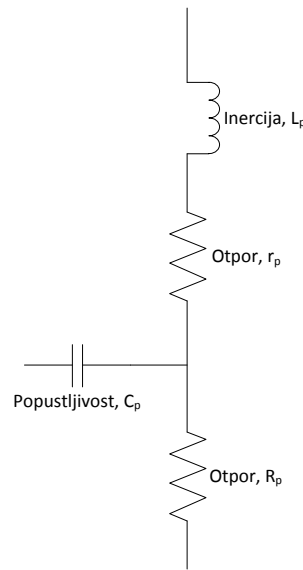 Inercija, Lₚ
Otpor, rₚ
Popustljivost, Cₚ
Otpor, Rₚ